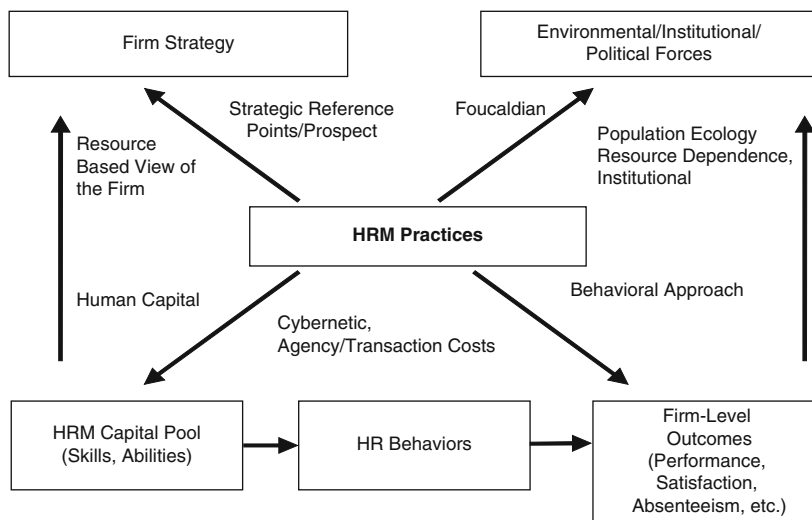 Firm Strategy
Environmental/Institutional/
Political Forces
Strategic Reference
Points/Prospect
Foucaldian
Resource
Based View of
the Firm
Population Ecology
Resource Dependence,
Institutional
HRM Practices
Human Capital
Behavioral Approach
Cybernetic,
Agency/Transaction Costs
HRM Capital Pool
(Skills, Abilities)
HR Behaviors
Firm-Level
Outcomes
(Performance,
Satisfaction,
Absenteeism, etc.)